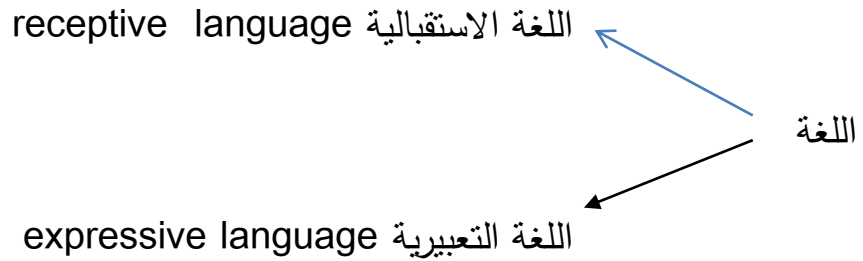 اللغة الاستقبالية receptive language
اللغة
اللغة التعبيرية expressive language